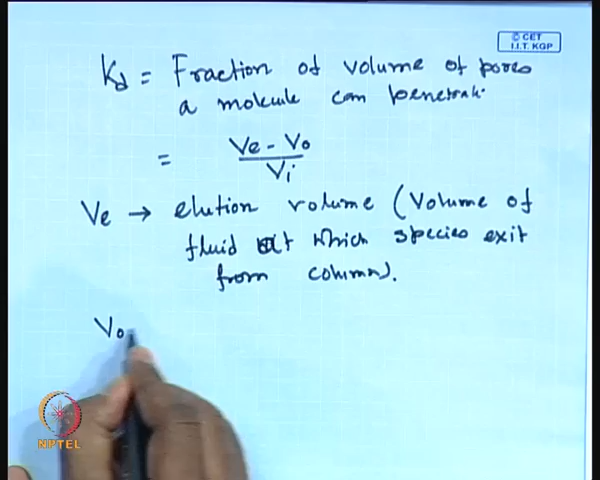 © CET
I.I.T. KGP
Kd = Fraction of volume of pores
a molecule can penetrate.
= Ve - Vo
Vi
Ve → elution volume (Volume of
fluid at which species exit
from column).
Vo
NPTEL